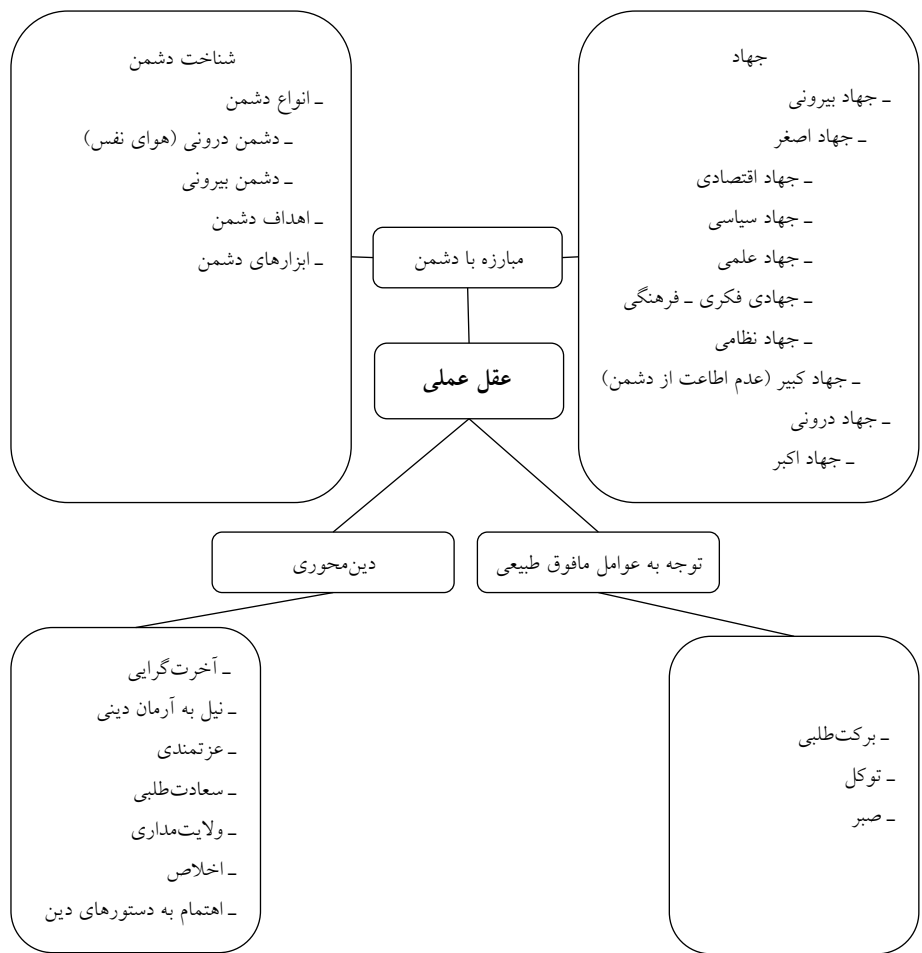 جهاد
ـ جهاد بیرونی
ـ جهاد اصغر
ـ جهاد اقتصادی
ـ جهاد سیاسی
ـ جهاد علمی
ـ جهادی فکری ـ فرهنگی
ـ جهاد نظامی
ـ جهاد کبیر (عدم اطاعت از دشمن)
ـ جهاد درونی
ـ جهاد اکبر
مبارزه با دشمن
شناخت دشمن
ـ انواع دشمن
ـ دشمن درونی (هوای نفس)
ـ دشمن بیرونی
ـ اهداف دشمن
ـ ابزارهای دشمن
عقل عملی
توجه به عوامل مافوق طبیعی
دین‌محوری
ـ برکت‌طلبی
ـ توکل
ـ صبر
ـ آخرت‌گرایی
ـ نیل به آرمان دینی
ـ عزتمندی
ـ سعادت‌طلبی
ـ ولایت‌مداری
ـ اخلاص
ـ اهتمام به دستورهای دین